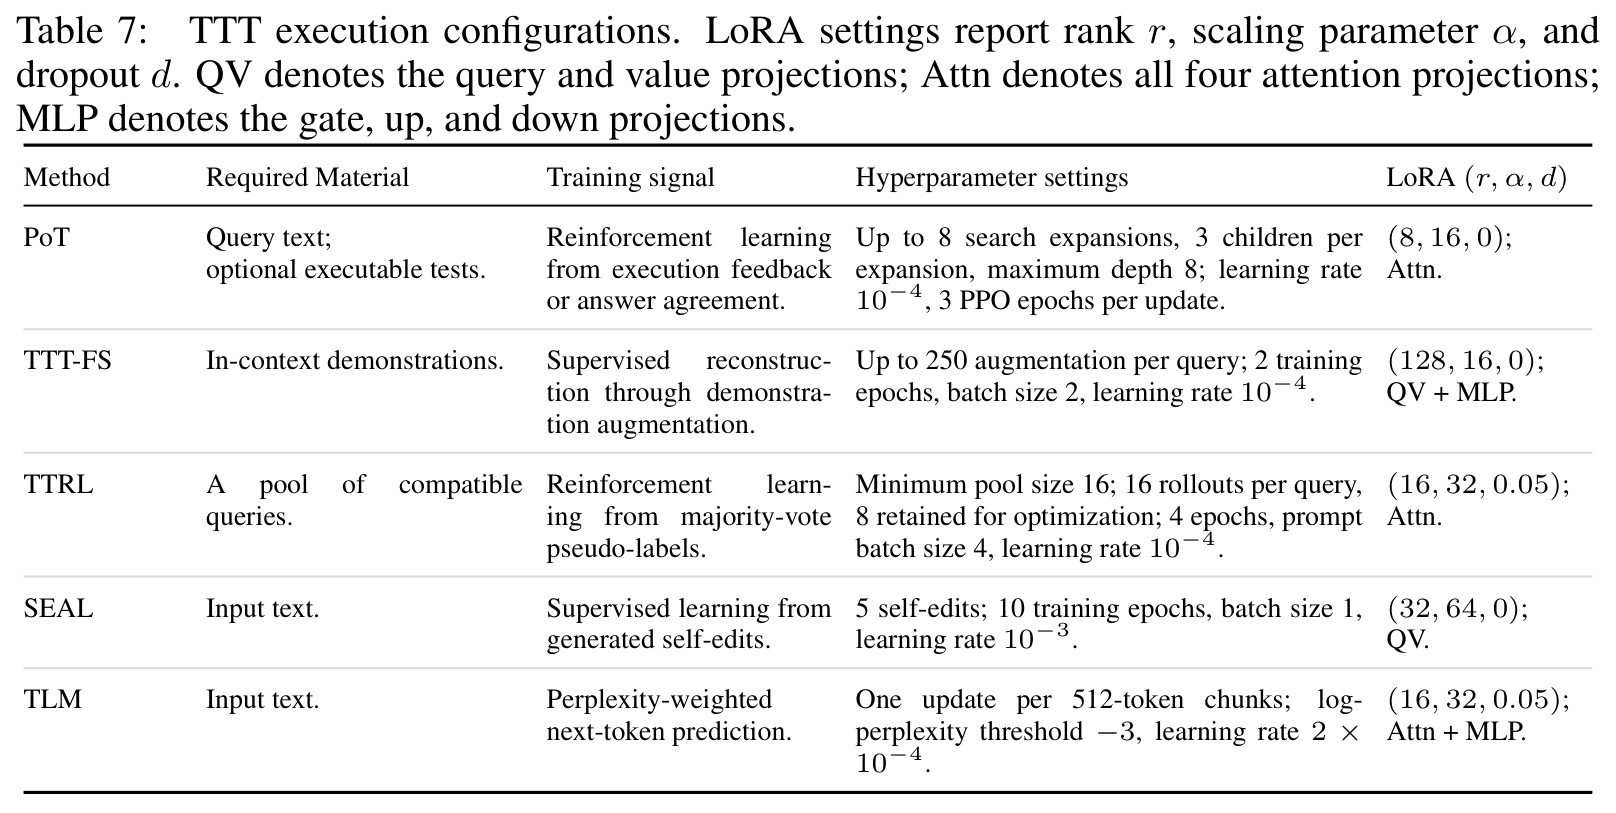 Table 7: TTT execution configurations. LoRA settings report rank r, scaling parameter α, and
dropout d. QV denotes the query and value projections; Attn denotes all four attention projections;
MLP denotes the gate, up, and down projections.
Method Required Material Training signal Hyperparameter settings LoRA (r, α, d)
PoT Query text; Reinforcement learning Up to 8 search expansions, 3 children per (8, 16, 0);
optional executable tests. from execution feedback expansion, maximum depth 8; learning rate Attn.
or answer agreement. 10⁻⁴, 3 PPO epochs per update.
TTT-FS In-context demonstrations. Supervised reconstruc- Up to 250 augmentation per query; 2 training (128, 16, 0);
tion through demonstra- epochs, batch size 2, learning rate 10⁻⁴. QV + MLP.
tion augmentation.
TTRL A pool of compatible Reinforcement learn- Minimum pool size 16; 16 rollouts per query, (16, 32, 0.05);
queries. ing from majority-vote 8 retained for optimization; 4 epochs, prompt Attn.
pseudo-labels. batch size 4, learning rate 10⁻⁴.
SEAL Input text. Supervised learning from 5 self-edits; 10 training epochs, batch size 1, (32, 64, 0);
generated self-edits. learning rate 10⁻³. QV.
TLM Input text. Perplexity-weighted One update per 512-token chunks; log- (16, 32, 0.05);
next-token prediction. perplexity threshold −3, learning rate 2 × Attn + MLP.
10⁻⁴.